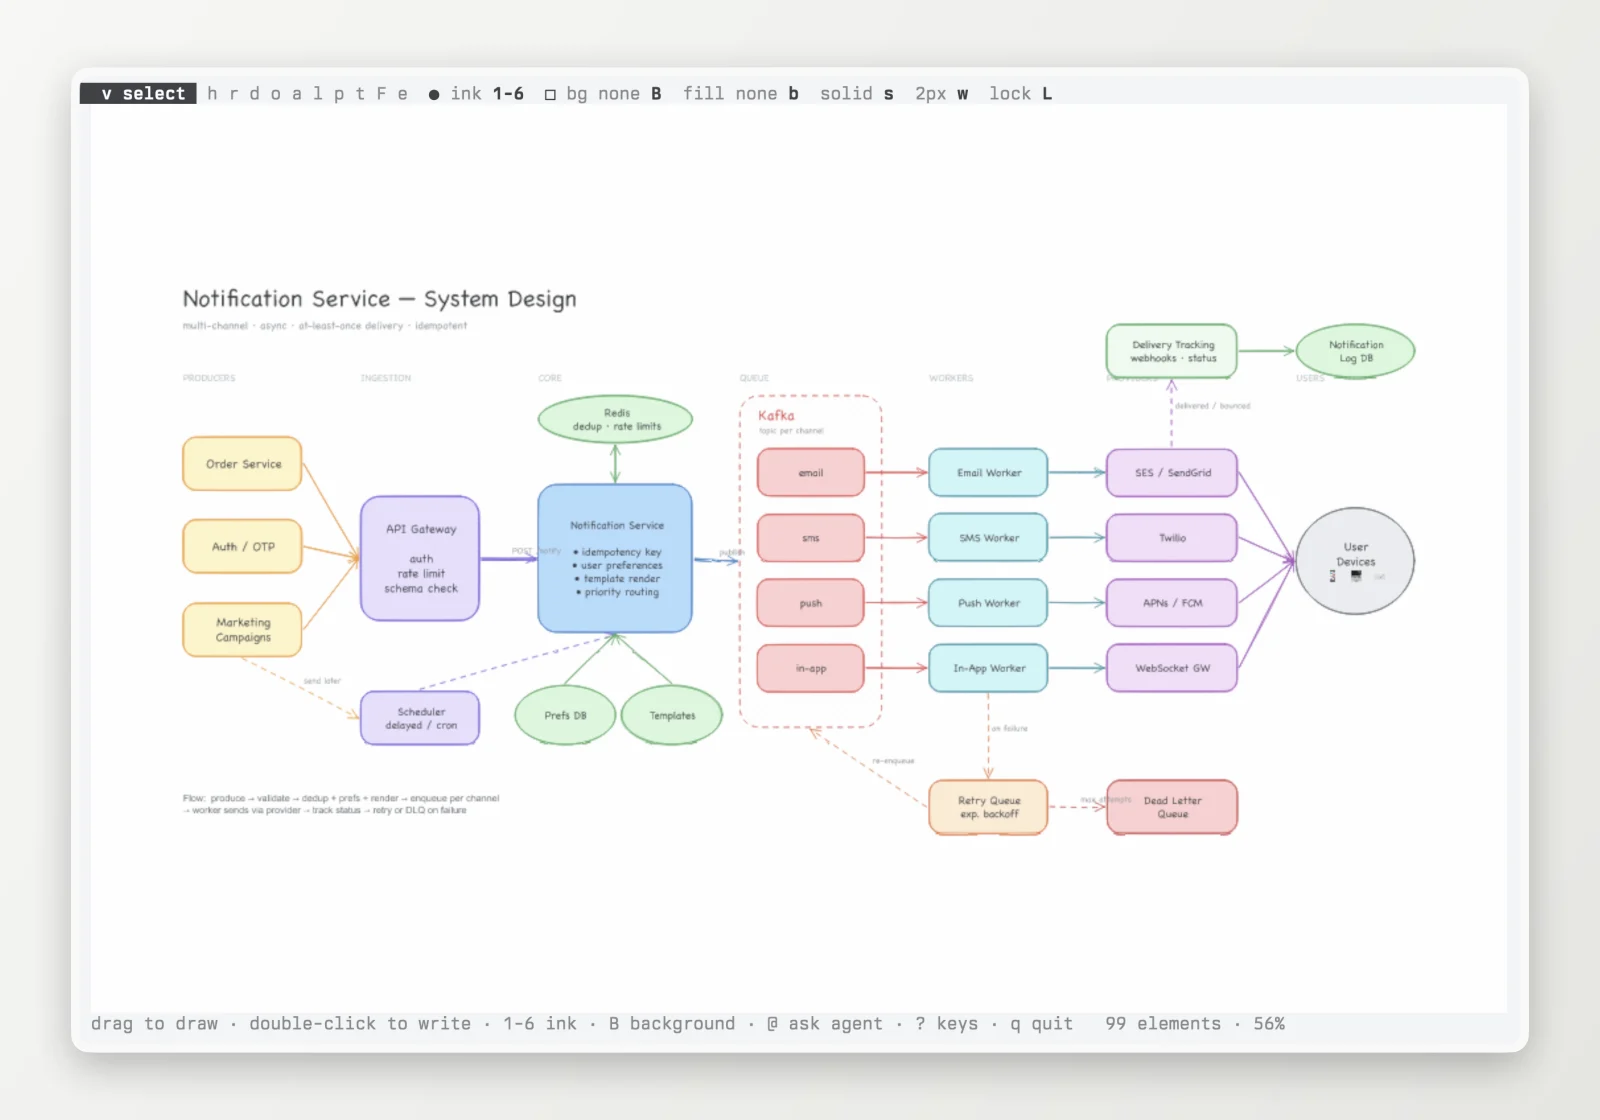 v select h r d o a l p t F e ● ink 1-6 □ bg none B fill none b solid s 2px w lock L
Notification Service — System Design
multi-channel · async · at-least-once delivery · idempotent
PRODUCERS
INGESTION
CORE
QUEUE
WORKERS
PROVIDERS
USERS
Delivery Tracking
webhooks · status
Notification
Log DB
delivered / bounced
Redis
dedup · rate limits
Kafka
topic per channel
Order Service
Auth / OTP
Marketing
Campaigns
send later
API Gateway
auth
rate limit
schema check
POST /notify
Notification Service
• idempotency key
• user preferences
• template render
• priority routing
publish
email
sms
push
in-app
Email Worker
SMS Worker
Push Worker
In-App Worker
SES / SendGrid
Twilio
APNs / FCM
WebSocket GW
User
Devices
Scheduler
delayed / cron
Prefs DB
Templates
on failure
re-enqueue
Retry Queue
exp. backoff
max attempts
Dead Letter
Queue
Flow: produce → validate → dedup + prefs + render → enqueue per channel
→ worker sends via provider → track status → retry or DLQ on failure
drag to draw · double-click to write · 1-6 ink · B background · @ ask agent · ? keys · q quit 99 elements · 56%